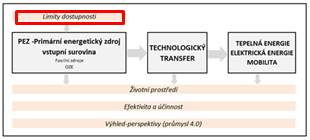 Limity dostupnosti
PEZ -Primární energetický zdroj
vstupní surovina
Fosilní zdroje
OZE
TECHNOLOGICKÝ
TRANSFER
TEPELNÁ ENERGIE
ELEKTRICKÁ ENERGIE
MOBILITA
Životní prostředí
Efektivita a účinnost
Výhled-perspektivy (průmysl 4.0)